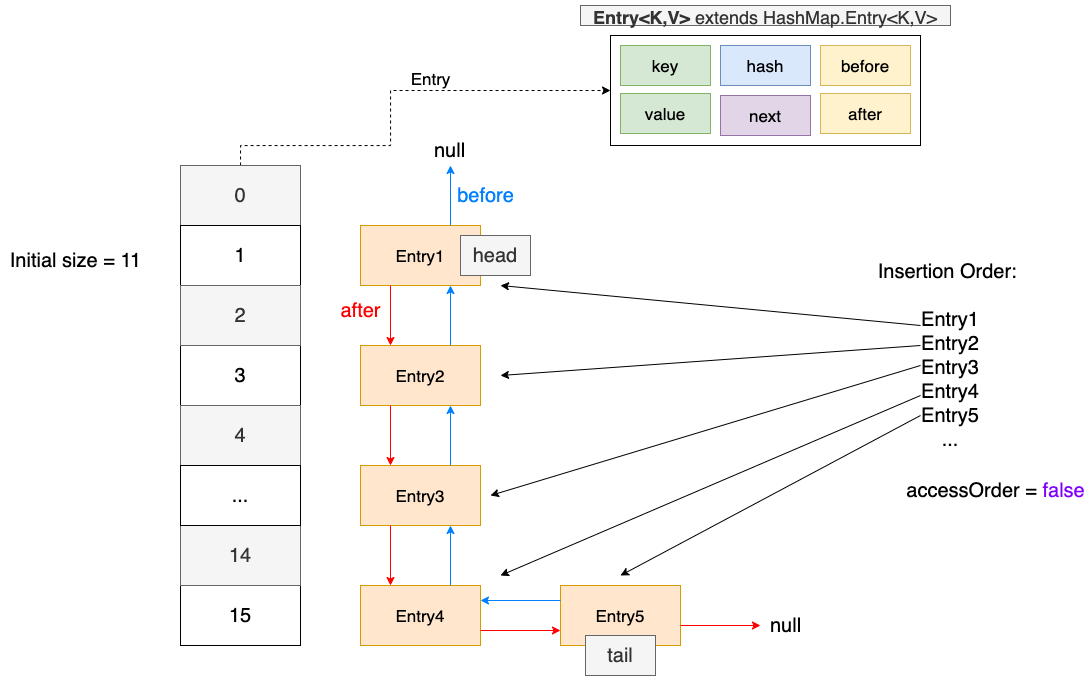 Entry<K,V> extends HashMap.Entry<K,V>
key
hash
before
value
next
after
Entry
null
before
0
Initial size = 11
1
Entry1
head
Insertion Order:
after
2
Entry1
Entry2
Entry3
Entry4
Entry5
...
3
Entry2
4
...
Entry3
accessOrder = false
14
15
Entry4
Entry5
null
tail